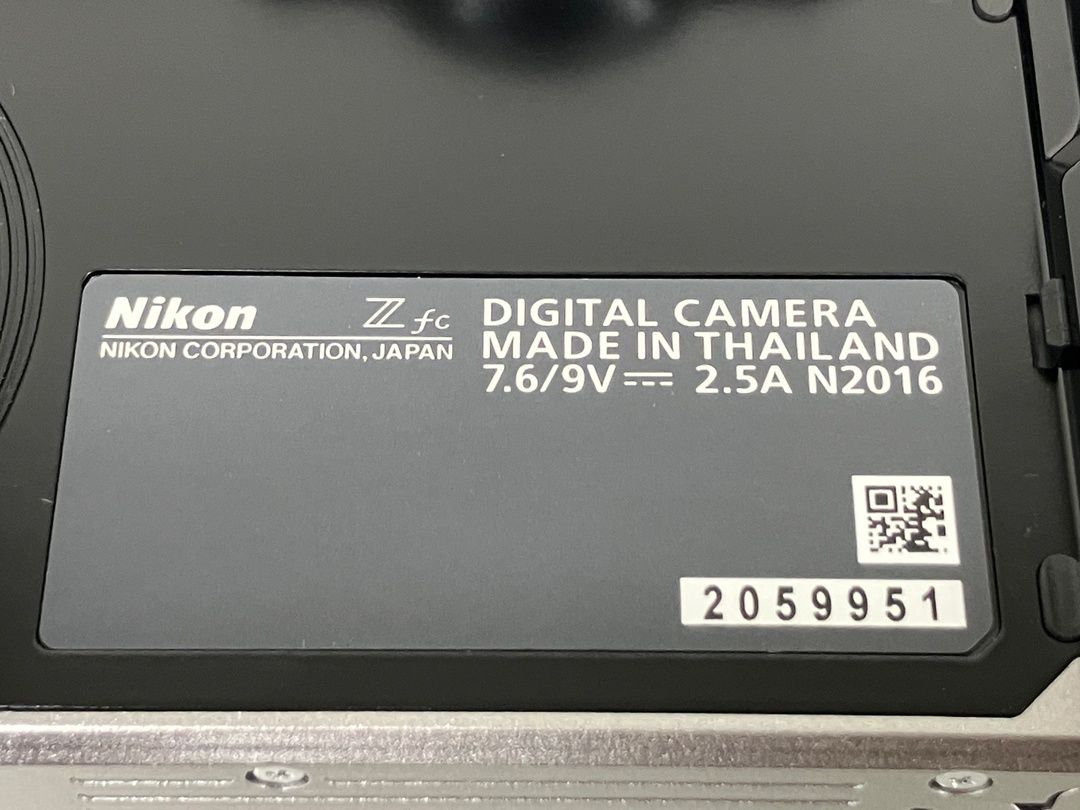 Nikon Z fc
NIKON CORPORATION, JAPAN
DIGITAL CAMERA
MADE IN THAILAND
7.6/9V⎓ 2.5A N2016
2059951